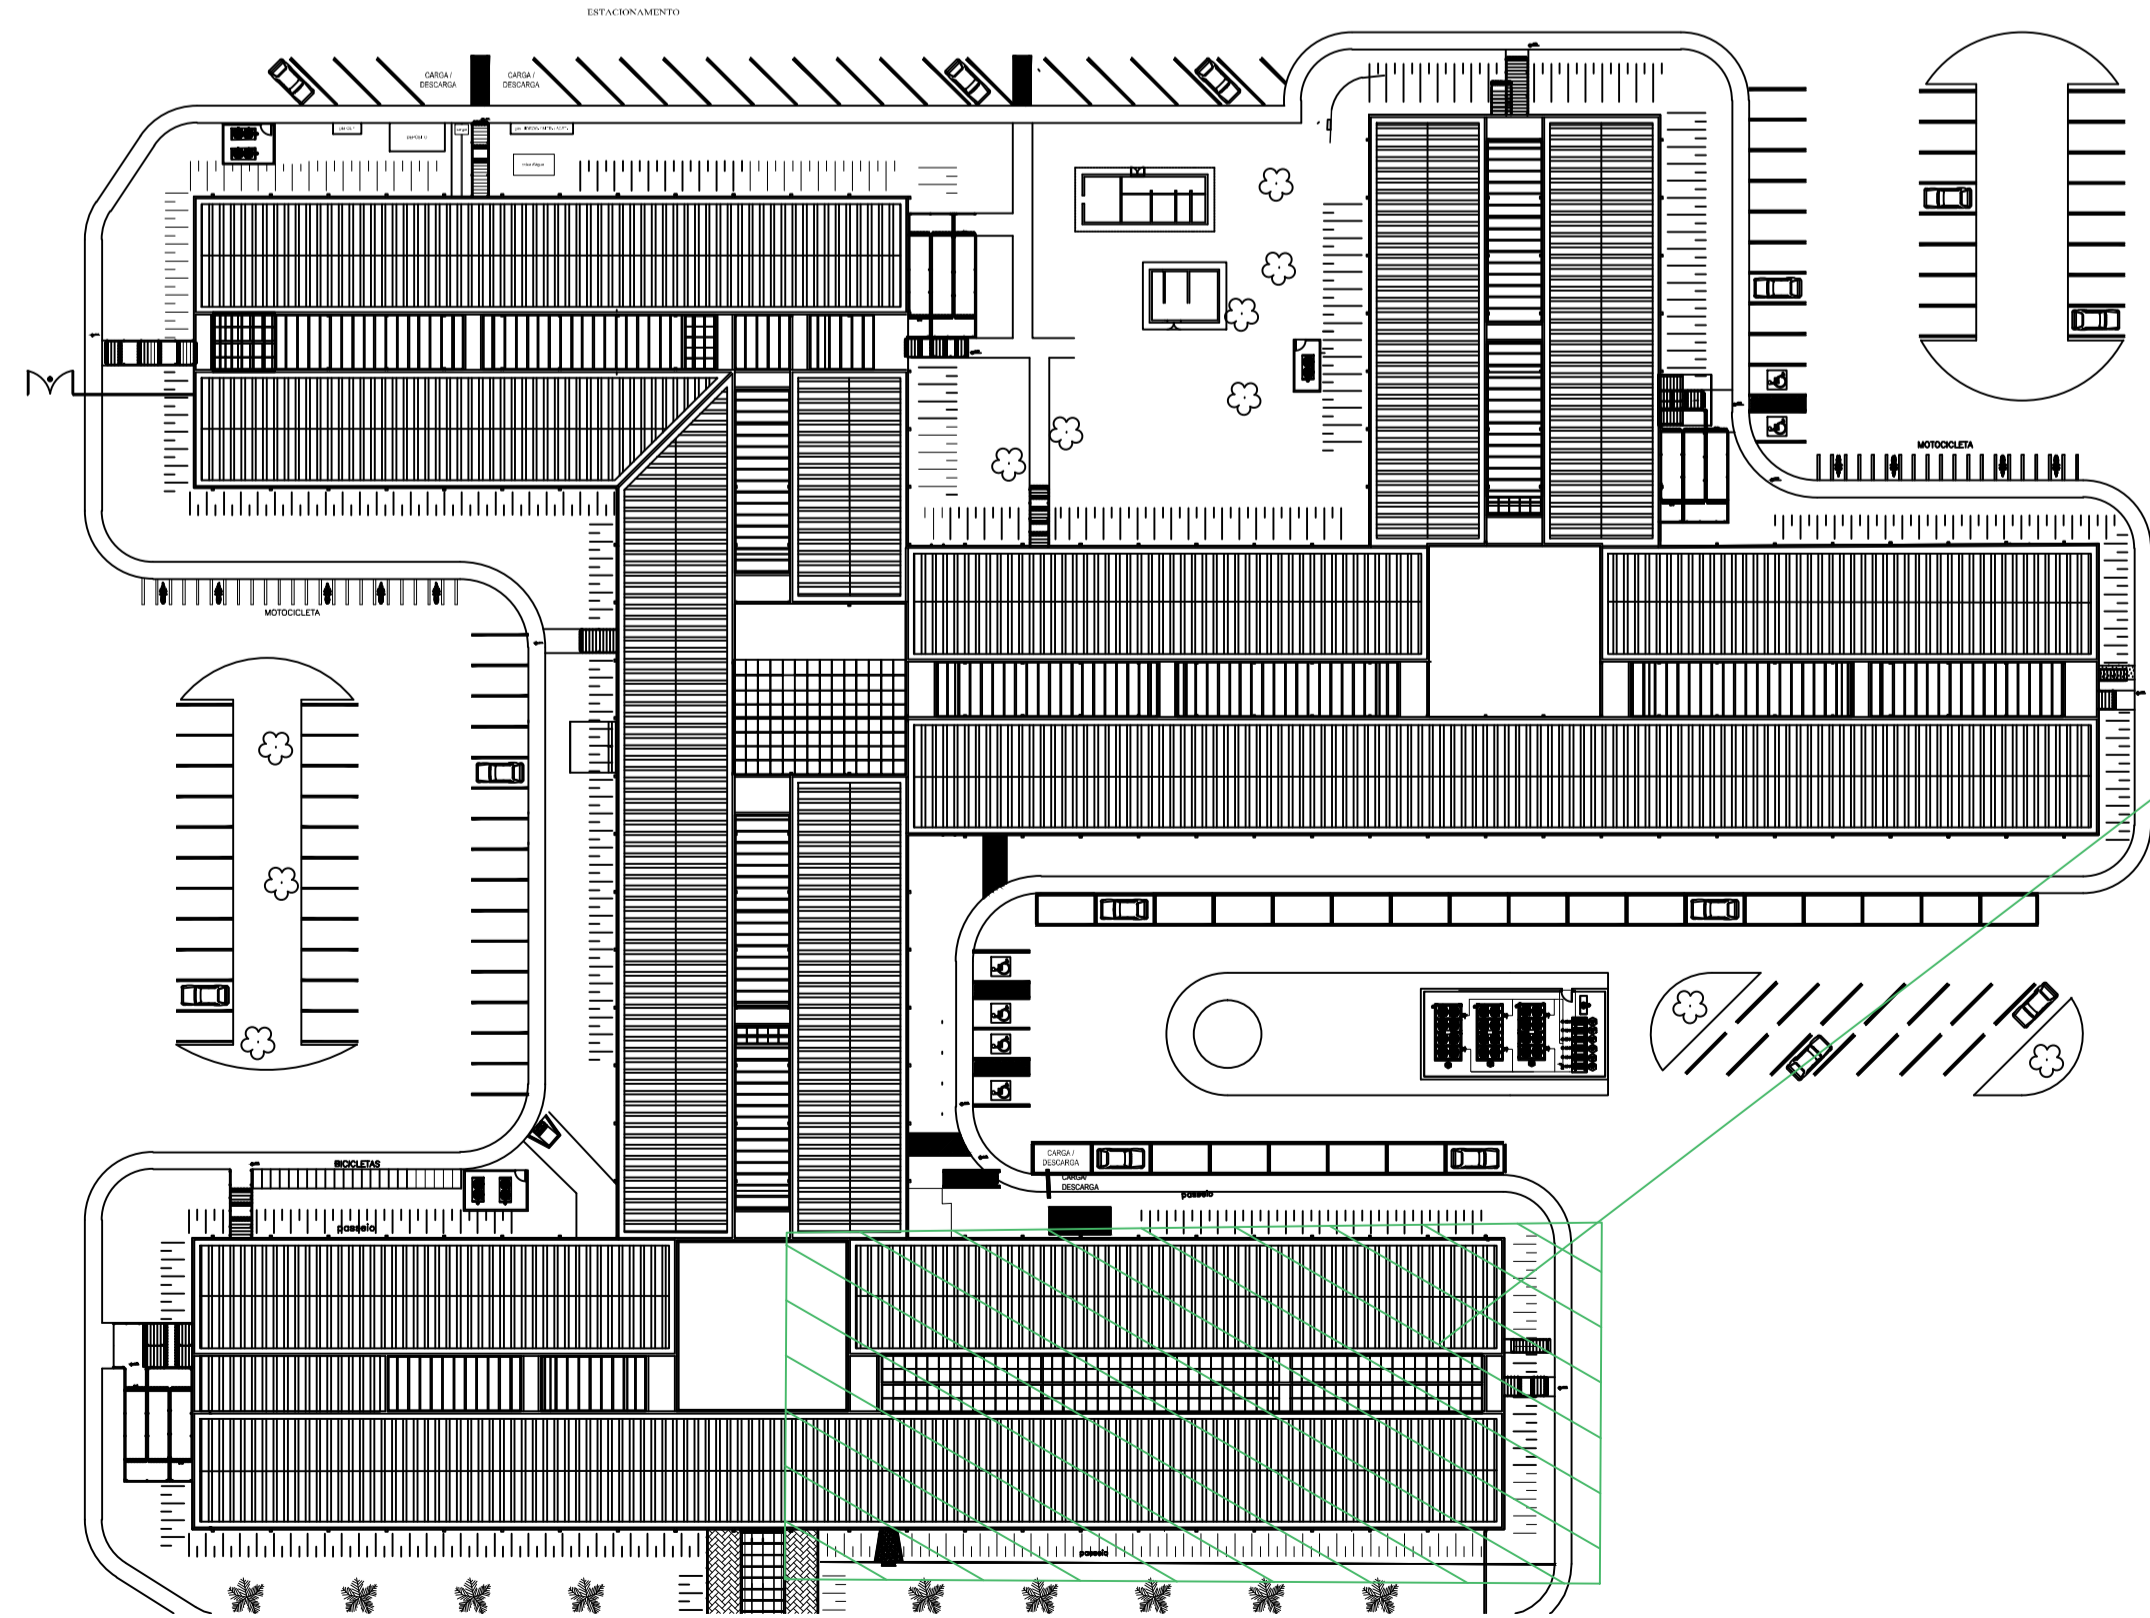 ESTACIONAMENTO
CARGA /
DESCARGA
CARGA /
DESCARGA
MOTOCICLETA
MOTOCICLETA
CARGA /
DESCARGA
CARGA/
DESCARGA
passeio
BICICLETAS
passeio
passeio